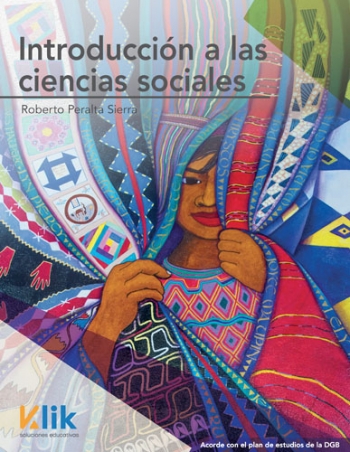 Introducción a las
ciencias sociales
Roberto Peralta Sierra
klik
soluciones educativas
Acorde con el plan de estudios de la DGB